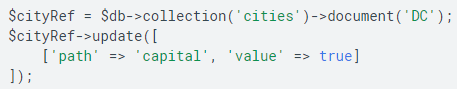 $cityRef = $db->collection('cities')->document('DC');
$cityRef->update([
    ['path' => 'capital', 'value' => true]
]);